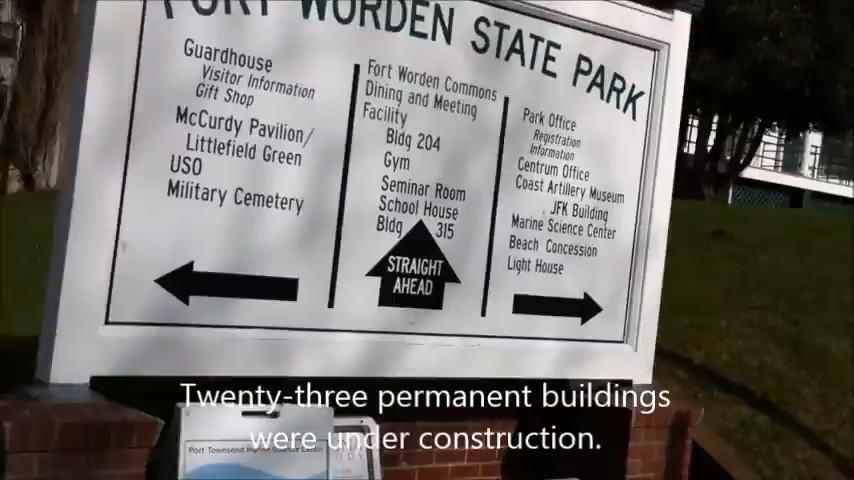 FORT WORDEN STATE PARK
Guardhouse
Visitor Information
Gift Shop
McCurdy Pavilion/
Littlefield Green
USO
Military Cemetery
Fort Worden Commons
Dining and Meeting
Facility
Bldg 204
Gym
Seminar Room
School House
Bldg 315
STRAIGHT
AHEAD
Park Office
Registration
Information
Centrum Office
Coast Artillery Museum
JFK Building
Marine Science Center
Beach Concession
Light House
Twenty-three permanent buildings
were under construction.
Port Townsend Marine Science Center